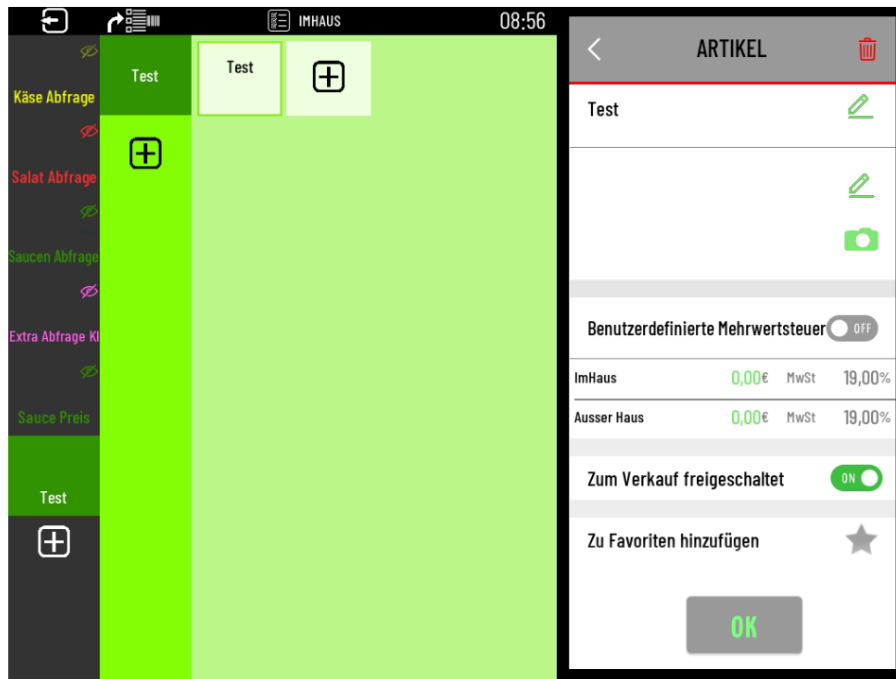 IMHAUS 08:56
Käse Abfrage
Salat Abfrage
Saucen Abfrage
Extra Abfrage Kl
Sauce Preis
Test
Test
Test
ARTIKEL
Test
Benutzerdefinierte Mehrwertsteuer OFF
ImHaus 0,00€ MwSt 19,00%
Ausser Haus 0,00€ MwSt 19,00%
Zum Verkauf freigeschaltet ON
Zu Favoriten hinzufügen
OK